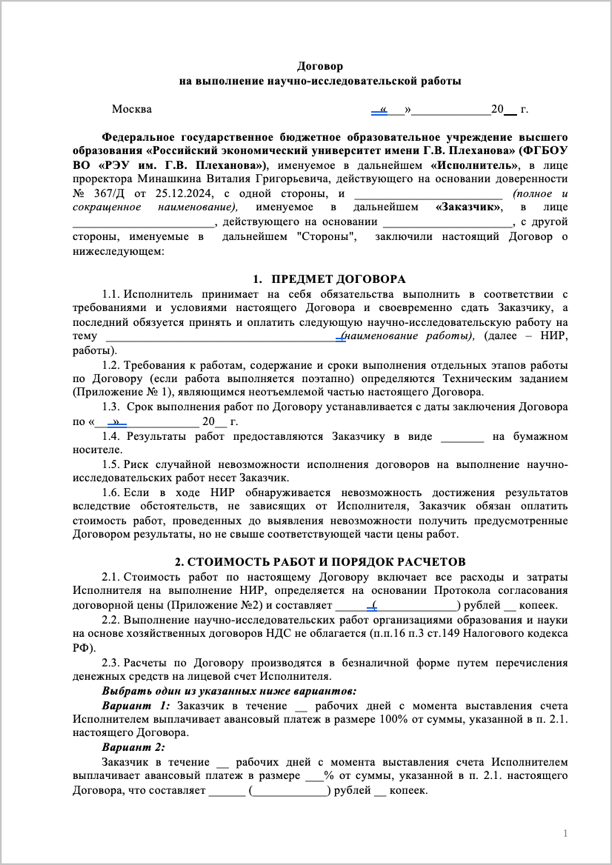 Договор
на выполнение научно-исследовательской работы
Москва __«___»______________20__ г.
Федеральное государственное бюджетное образовательное учреждение высшего
образования «Российский экономический университет имени Г.В. Плеханова» (ФГБОУ
ВО «РЭУ им. Г.В. Плеханова»), именуемое в дальнейшем «Исполнитель», в лице
проректора Минашкина Виталия Григорьевича, действующего на основании доверенности
№ 367/Д от 25.12.2024, с одной стороны, и ______________________ (полное и
сокращенное наименование), именуемое в дальнейшем «Заказчик», в лице
______________________, действующего на основании ____________________, с другой
стороны, именуемые в дальнейшем "Стороны", заключили настоящий Договор о
нижеследующем:
1. ПРЕДМЕТ ДОГОВОРА
1.1. Исполнитель принимает на себя обязательства выполнить в соответствии с
требованиями и условиями настоящего Договора и своевременно сдать Заказчику, а
последний обязуется принять и оплатить следующую научно-исследовательскую работу на
тему ____________________________________(наименование работы), (далее – НИР,
работы).
1.2. Требования к работам, содержание и сроки выполнения отдельных этапов работы
по Договору (если работа выполняется поэтапно) определяются Техническим заданием
(Приложение № 1), являющимся неотъемлемой частью настоящего Договора.
1.3. Срок выполнения работ по Договору устанавливается с даты заключения Договора
по «___»_____________ 20__ г.
1.4. Результаты работ предоставляются Заказчику в виде _______ на бумажном
носителе.
1.5. Риск случайной невозможности исполнения договоров на выполнение научно-
исследовательских работ несет Заказчик.
1.6. Если в ходе НИР обнаруживается невозможность достижения результатов
вследствие обстоятельств, не зависящих от Исполнителя, Заказчик обязан оплатить
стоимость работ, проведенных до выявления невозможности получить предусмотренные
Договором результаты, но не свыше соответствующей части цены работ.
2. СТОИМОСТЬ РАБОТ И ПОРЯДОК РАСЧЕТОВ
2.1. Стоимость работ по настоящему Договору включает все расходы и затраты
Исполнителя на выполнение НИР, определяется на основании Протокола согласования
договорной цены (Приложение №2) и составляет ______(_____________) рублей __ копеек.
2.2. Выполнение научно-исследовательских работ организациями образования и науки
на основе хозяйственных договоров НДС не облагается (п.п.16 п.3 ст.149 Налогового кодекса
РФ).
2.3. Расчеты по Договору производятся в безналичной форме путем перечисления
денежных средств на лицевой счет Исполнителя.
Выбрать один из указанных ниже вариантов:
Вариант 1: Заказчик в течение __ рабочих дней с момента выставления счета
Исполнителем выплачивает авансовый платеж в размере 100% от суммы, указанной в п. 2.1.
настоящего Договора.
Вариант 2:
Заказчик в течение __ рабочих дней с момента выставления счета Исполнителем
выплачивает авансовый платеж в размере ___% от суммы, указанной в п. 2.1. настоящего
Договора, что составляет ______ (____________) рублей __ копеек.
1